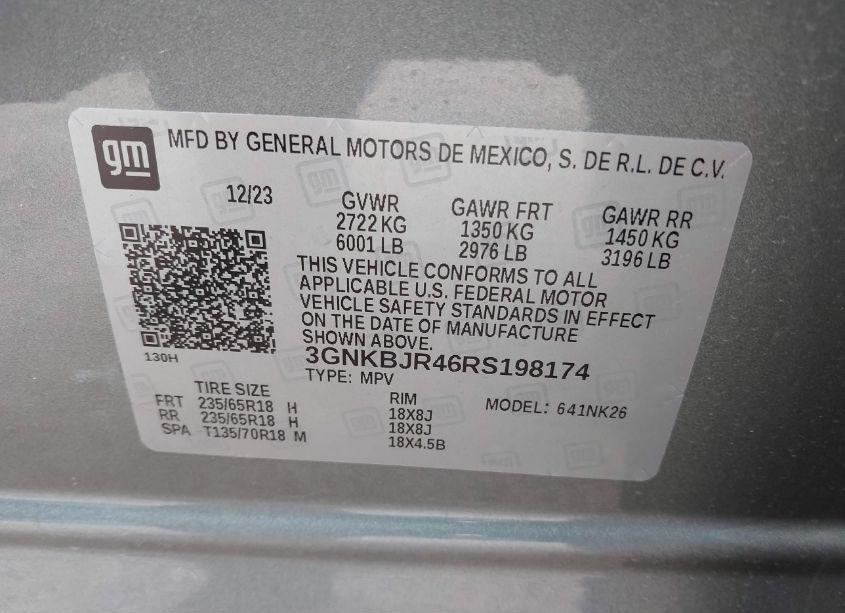 gm
MFD BY GENERAL MOTORS DE MEXICO, S. DE R.L. DE C.V.
12/23
GVWR
2722 KG
6001 LB
GAWR FRT
1350 KG
2976 LB
GAWR RR
1450 KG
3196 LB
THIS VEHICLE CONFORMS TO ALL
APPLICABLE U.S. FEDERAL MOTOR
VEHICLE SAFETY STANDARDS IN EFFECT
ON THE DATE OF MANUFACTURE
SHOWN ABOVE.
3GNKBJR46RS198174
TYPE: MPV
130H
TIRE SIZE
FRT 235/65R18 H
RR 235/65R18 H
SPA T135/70R18 M
RIM
18X8J
18X8J
18X4.5B
MODEL: 641NK26